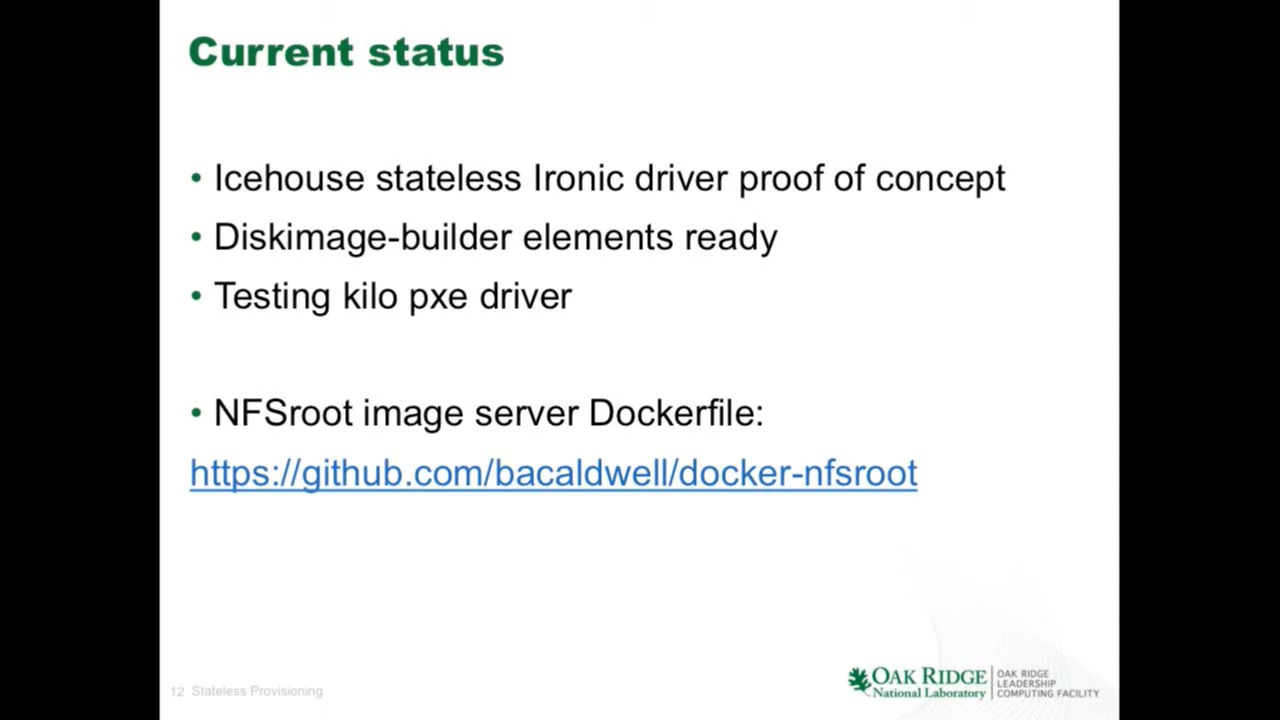 Current status
• Icehouse stateless Ironic driver proof of concept
• Diskimage-builder elements ready
• Testing kilo pxe driver
• NFSroot image server Dockerfile:
https://github.com/bacaldwell/docker-nfsroot
12 Stateless Provisioning
OAK RIDGE
National Laboratory
OAK RIDGE
LEADERSHIP
COMPUTING FACILITY